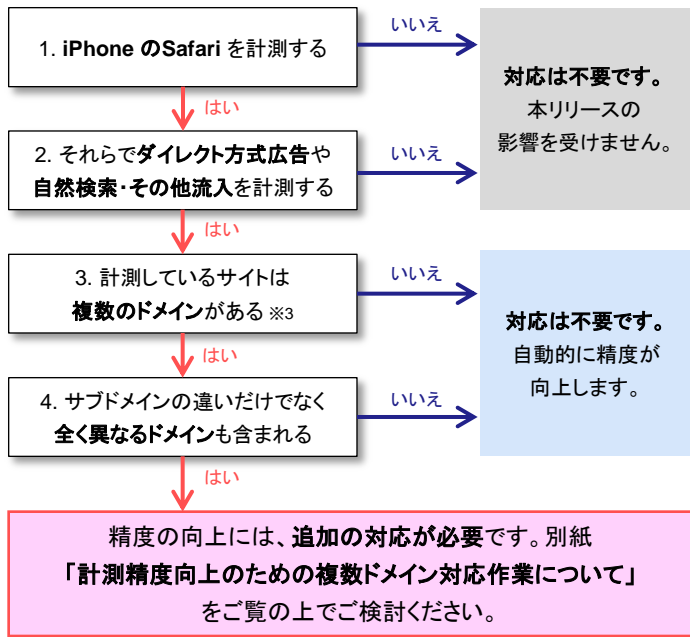 1. iPhone のSafari を計測する
いいえ
対応は不要です。
本リリースの
影響を受けません。
はい
2. それらでダイレクト方式広告や
自然検索・その他流入を計測する
いいえ
はい
3. 計測しているサイトは
複数のドメインがある ※3
いいえ
対応は不要です。
自動的に精度が
向上します。
はい
4. サブドメインの違いだけでなく
全く異なるドメインも含まれる
いいえ
はい
精度の向上には、追加の対応が必要です。別紙
「計測精度向上のための複数ドメイン対応作業について」
をご覧の上でご検討ください。